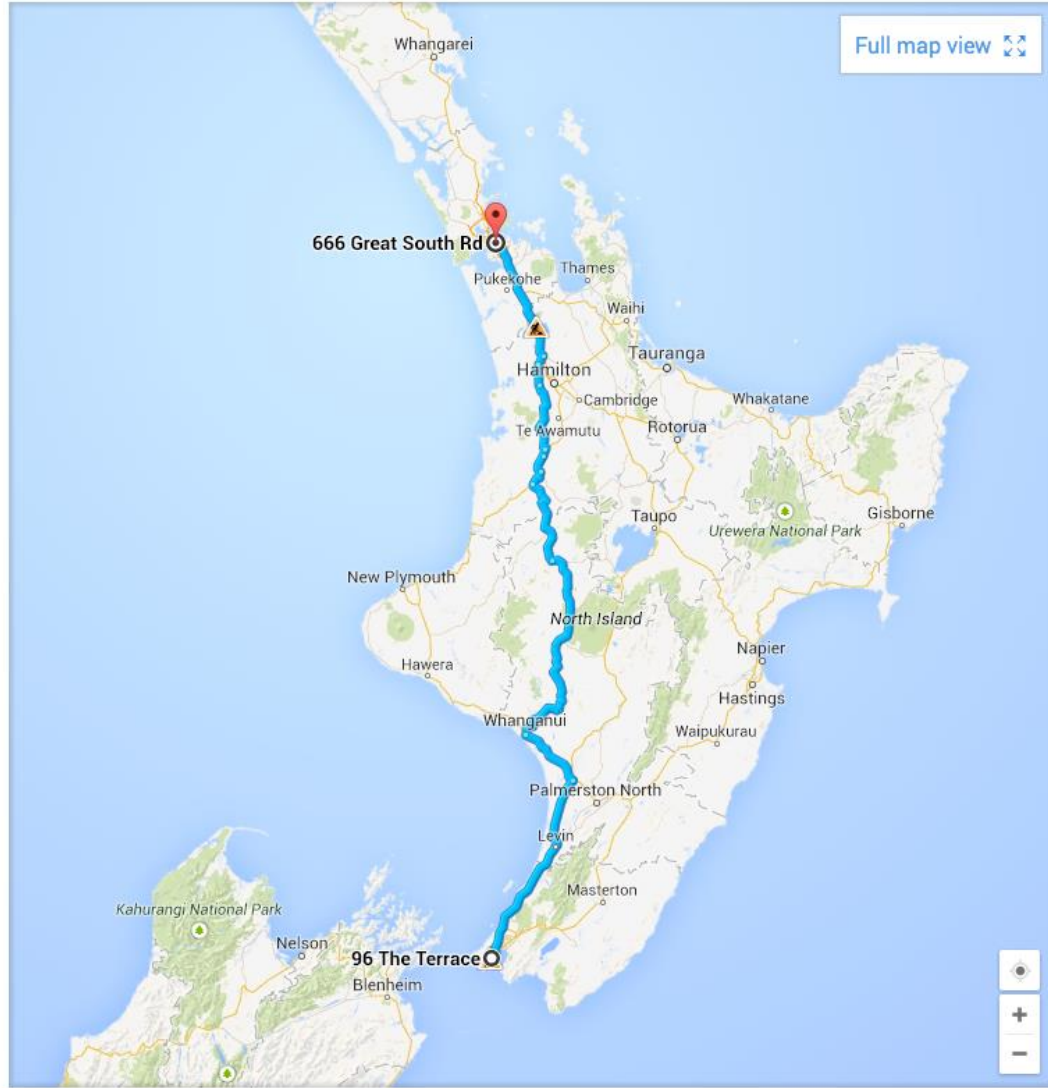 Full map view
Whangarei
666 Great South Rd
Pukekohe
Thames
Waihi
Tauranga
Hamilton
Cambridge
Whakatane
Te Awamutu
Rotorua
Gisborne
Taupo
Urewera National Park
New Plymouth
North Island
Napier
Hawera
Hastings
Whanganui
Waipukurau
Palmerston North
Levin
Masterton
Kahurangi National Park
Nelson
96 The Terrace
Blenheim
+
−